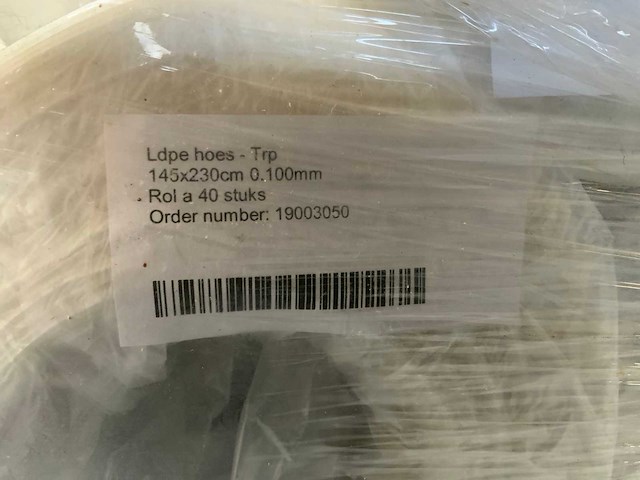 Ldpe hoes - Trp
145x230cm 0.100mm
Rol a 40 stuks
Order number: 19003050